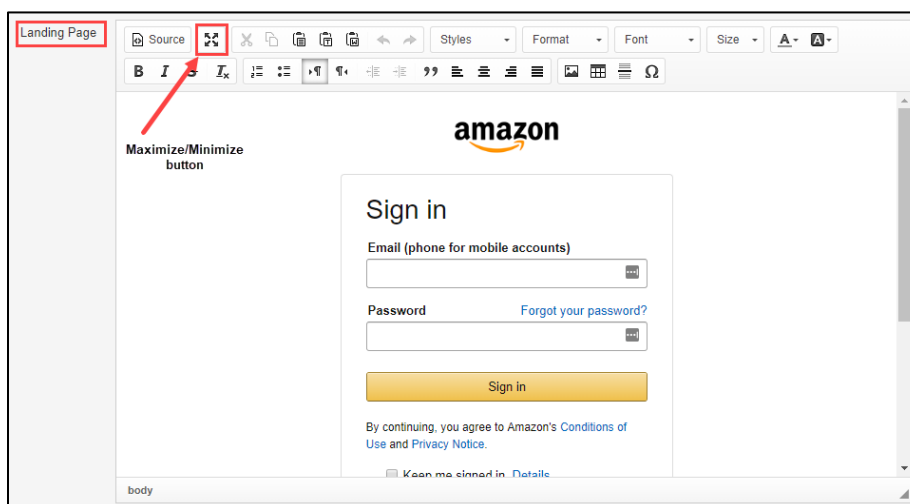 Landing Page
Source Styles Format Font Size A A
B I S Ix
Maximize/Minimize
button
amazon
Sign in
Email (phone for mobile accounts)
Password Forgot your password?
Sign in
By continuing, you agree to Amazon's Conditions of
Use and Privacy Notice.
Keep me signed in. Details
body